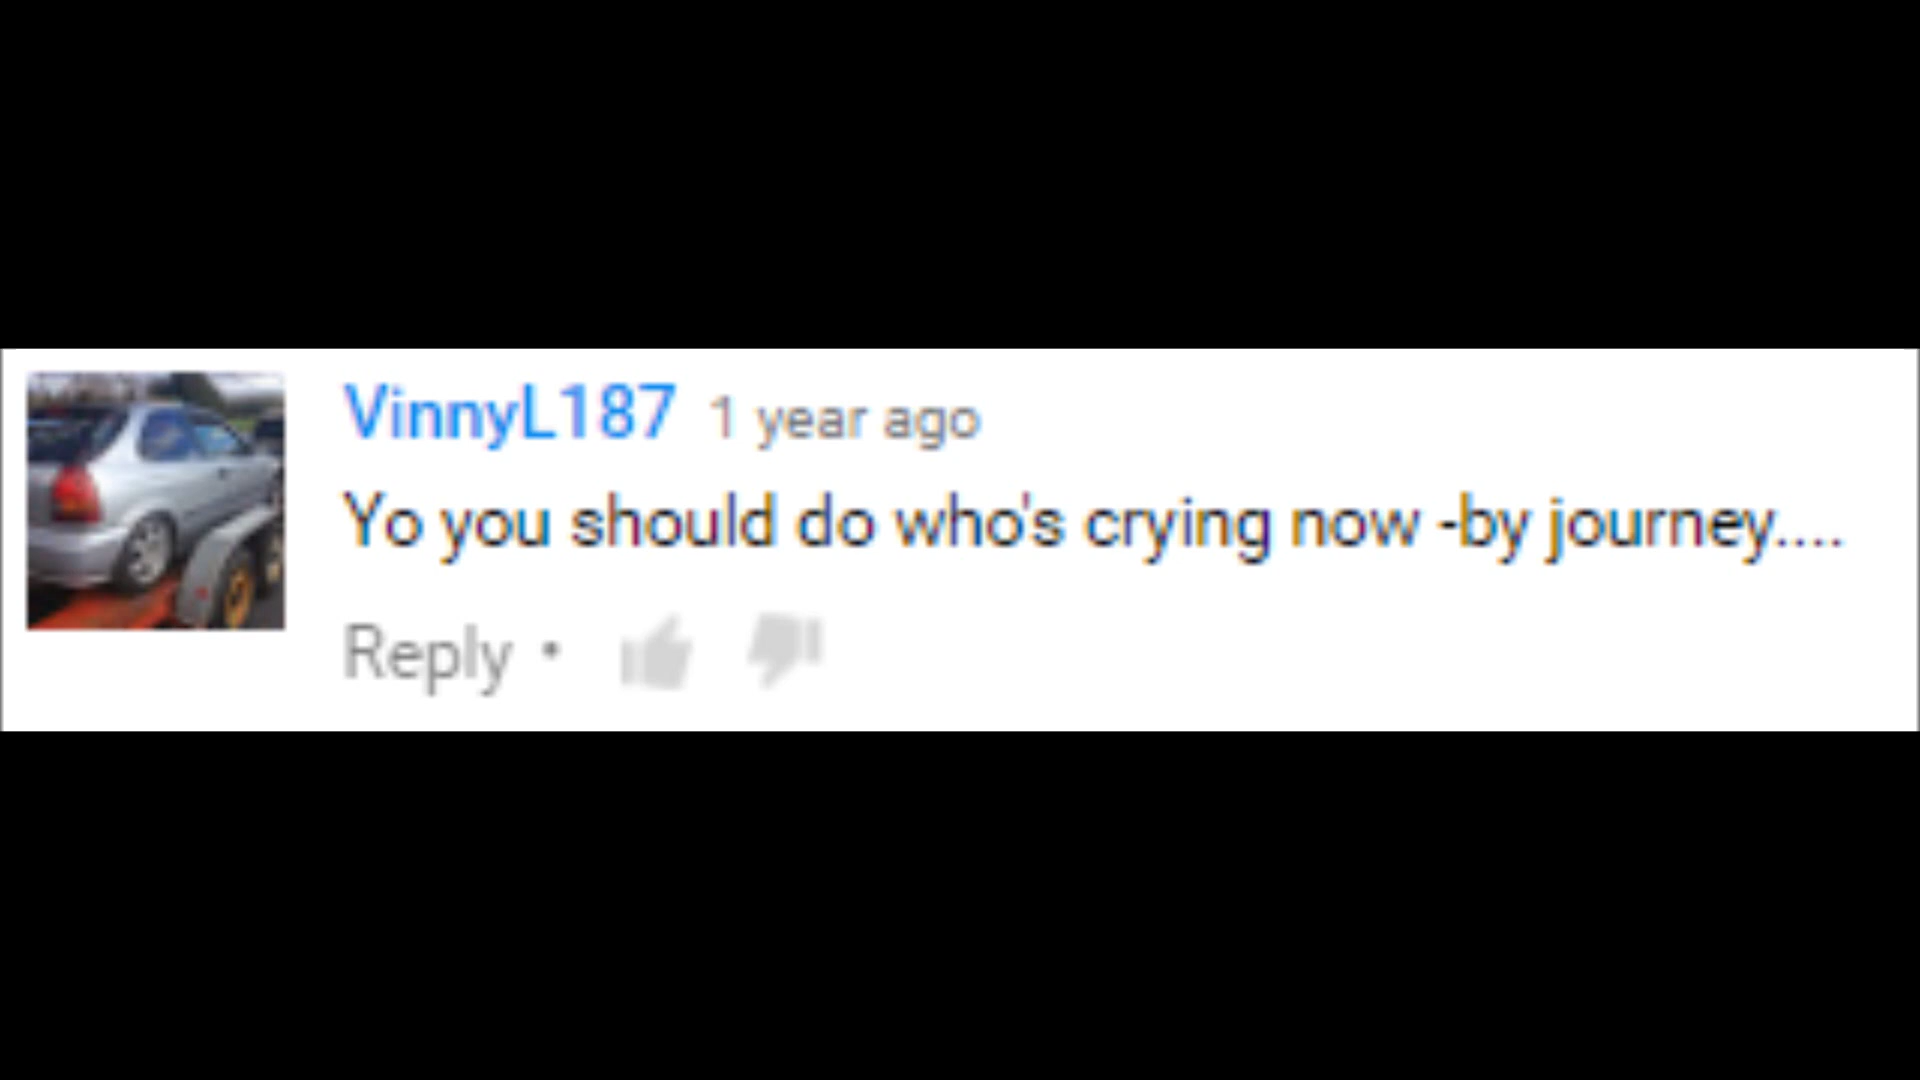 VinnyL187 1 year ago
Yo you should do who's crying now -by journey....
Reply •